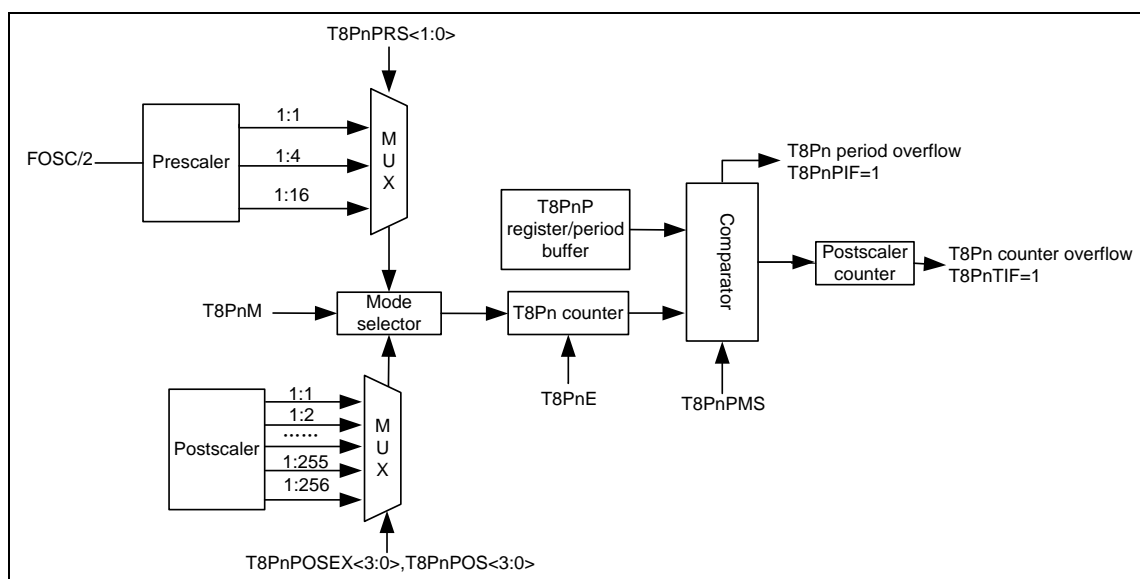 T8PnPRS<1:0>
FOSC/2
Prescaler
1:1
1:4
1:16
M
U
X
T8PnP
register/period
buffer
Comparator
T8Pn period overflow
T8PnPIF=1
Postscaler
counter
T8Pn counter overflow
T8PnTIF=1
T8PnM
Mode
selector
T8Pn counter
T8PnE
T8PnPMS
Postscaler
1:1
1:2
......
1:255
1:256
M
U
X
T8PnPOSEX<3:0>,T8PnPOS<3:0>